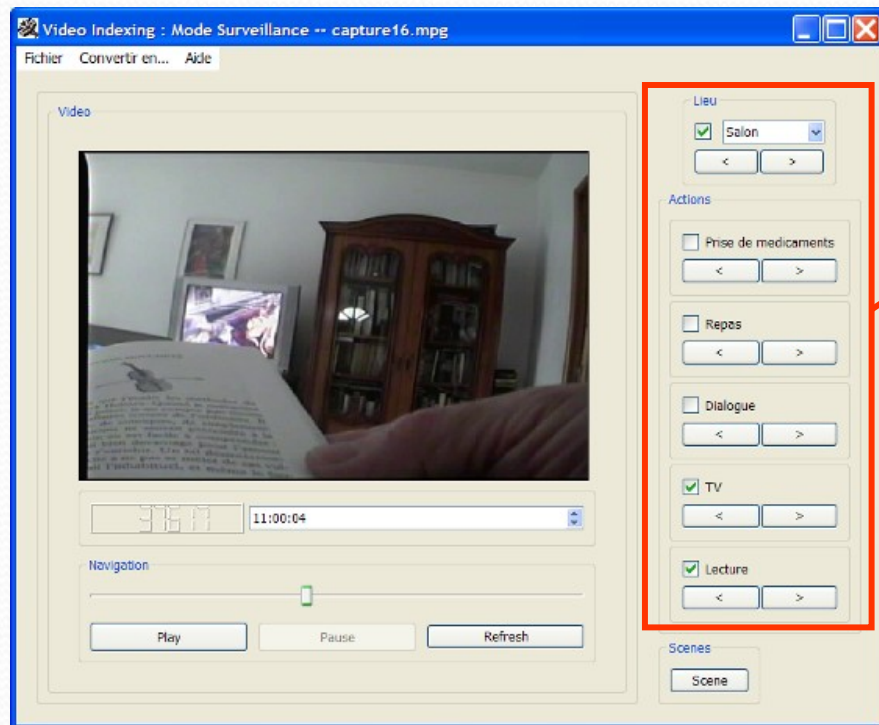 Video Indexing : Mode Surveillance -- capture16.mpg
Fichier Convertir en... Aide
Video
Lieu
Salon
< >
Actions
Prise de medicaments
< >
Repas
< >
Dialogue
< >
TV
< >
Lecture
< >
37617
11:00:04
Navigation
Play Pause Refresh
Scenes
Scene